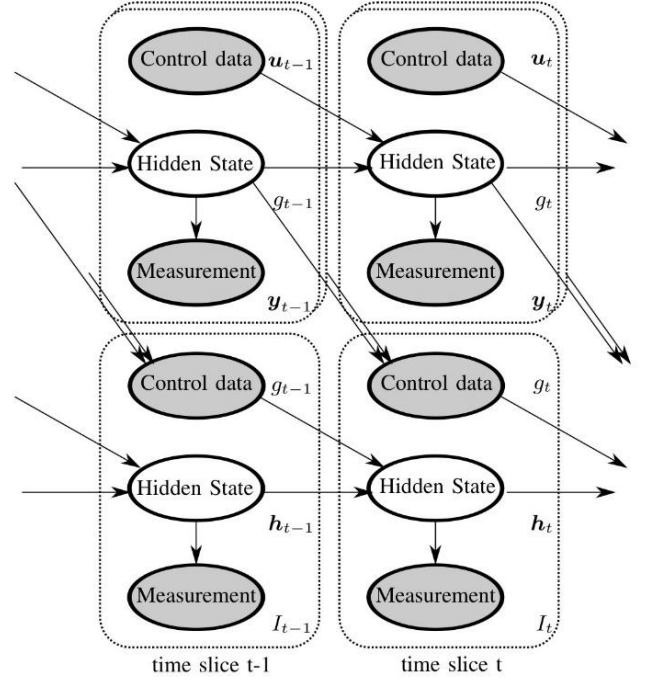 Control data u_{t-1} Control data u_t
Hidden State Hidden State
g_{t-1} g_t
Measurement Measurement
y_{t-1} y_t
Control data g_{t-1} Control data g_t
Hidden State Hidden State
h_{t-1} h_t
Measurement Measurement
I_{t-1} I_t
time slice t-1 time slice t